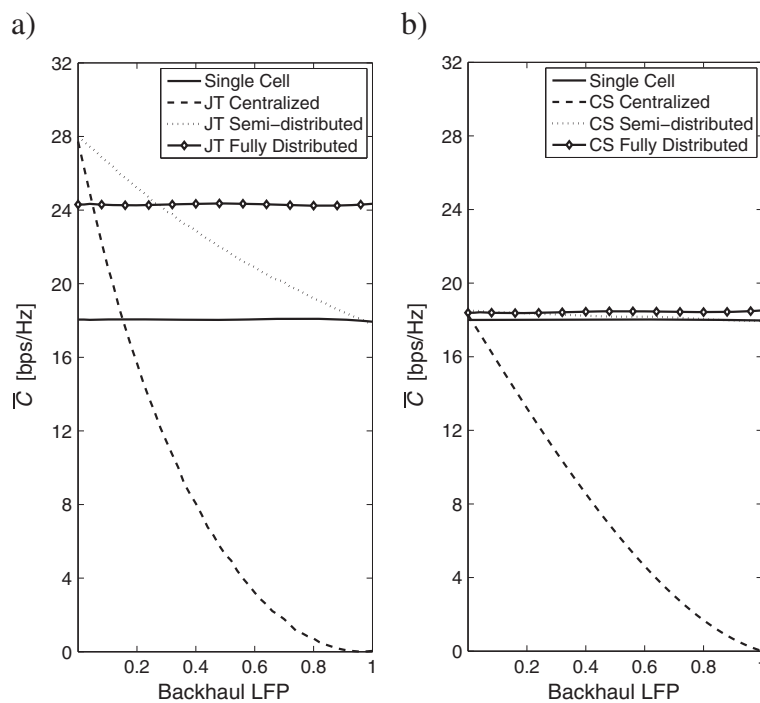 a)
32
28
24
20
16
12
8
4
0
C [bps/Hz]
Single Cell
JT Centralized
JT Semi−distributed
JT Fully Distributed
0.2
0.4
0.6
0.8
1
Backhaul LFP
b)
32
28
24
20
16
12
8
4
0
C [bps/Hz]
Single Cell
CS Centralized
CS Semi−distributed
CS Fully Distributed
0.2
0.4
0.6
0.8
1
Backhaul LFP